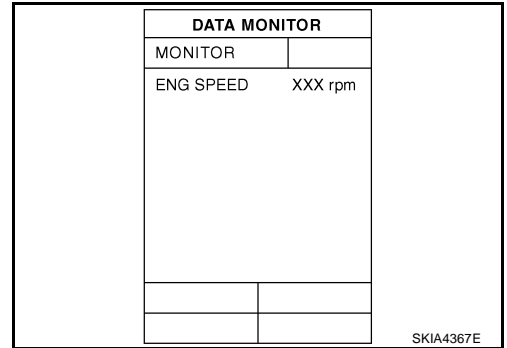 DATA MONITOR
MONITOR
ENG SPEED XXX rpm
SKIA4367E